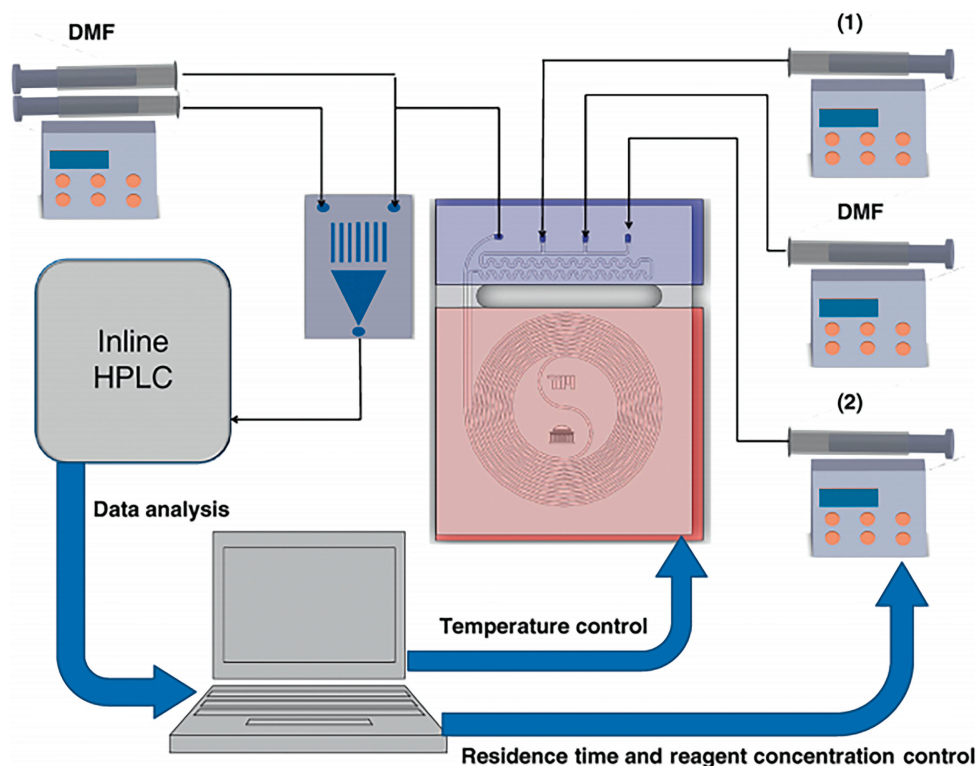 DMF
(1)
DMF
Inline
HPLC
(2)
Data analysis
Temperature control
Residence time and reagent concentration control